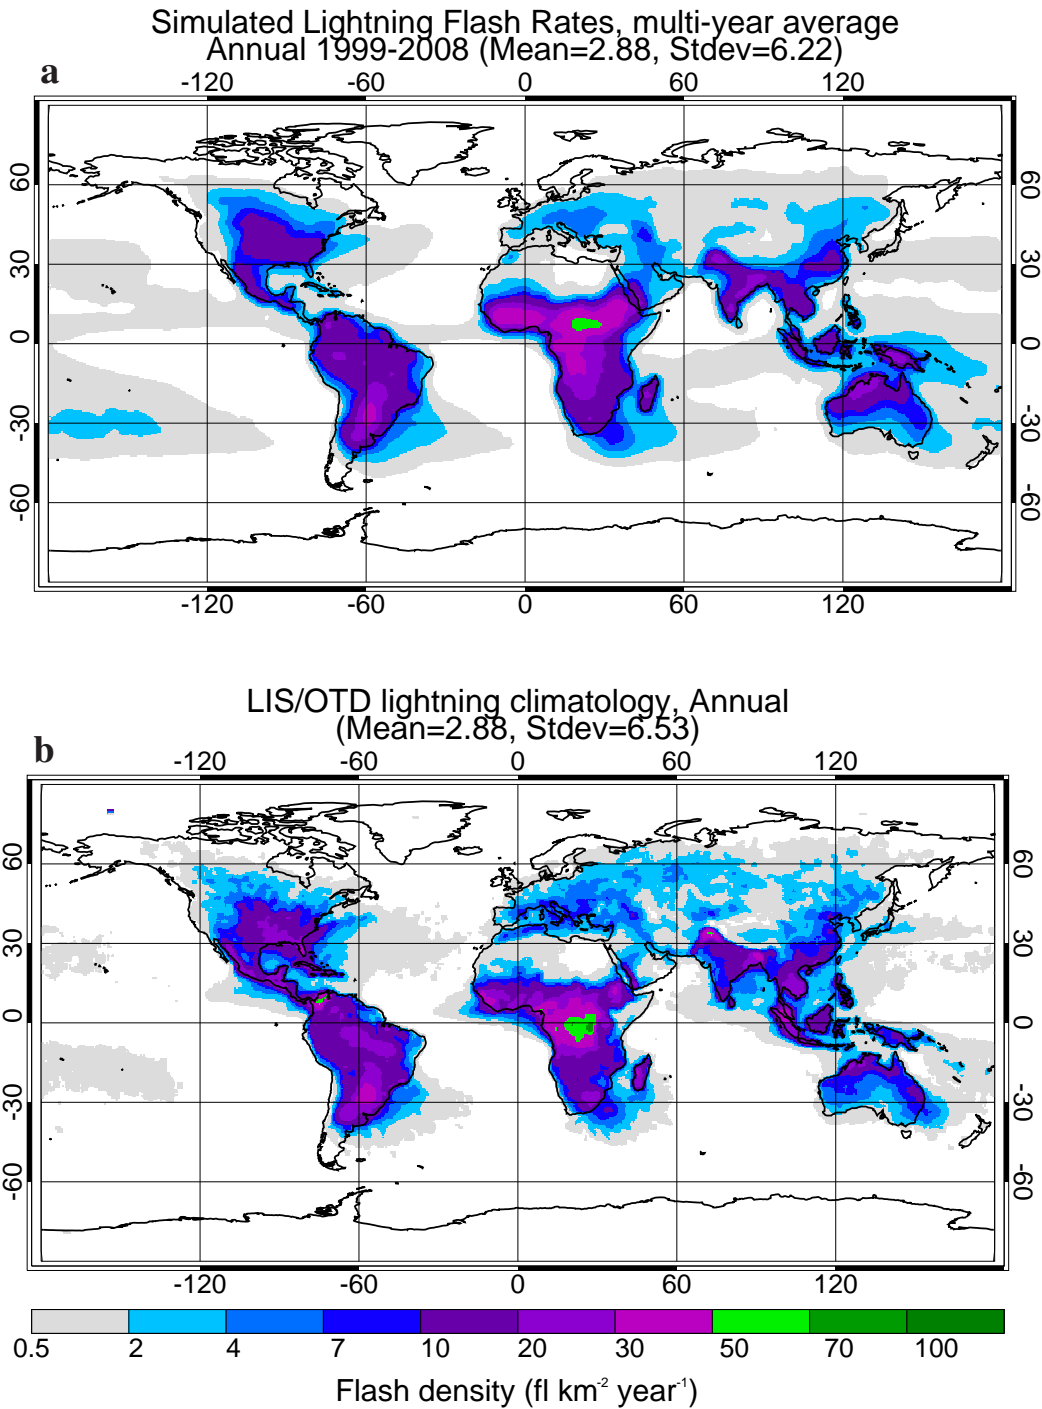 Simulated Lightning Flash Rates, multi-year average
Annual 1999-2008 (Mean=2.88, Stdev=6.22)
a
-120 -60 0 60 120
60 60
30 30
0 0
-30 -30
-60 -60
-120 -60 0 60 120
LIS/OTD lightning climatology, Annual
(Mean=2.88, Stdev=6.53)
b
-120 -60 0 60 120
60 60
30 30
0 0
-30 -30
-60 -60
-120 -60 0 60 120
0.5 2 4 7 10 20 30 50 70 100
Flash density (fl km⁻² year⁻¹)